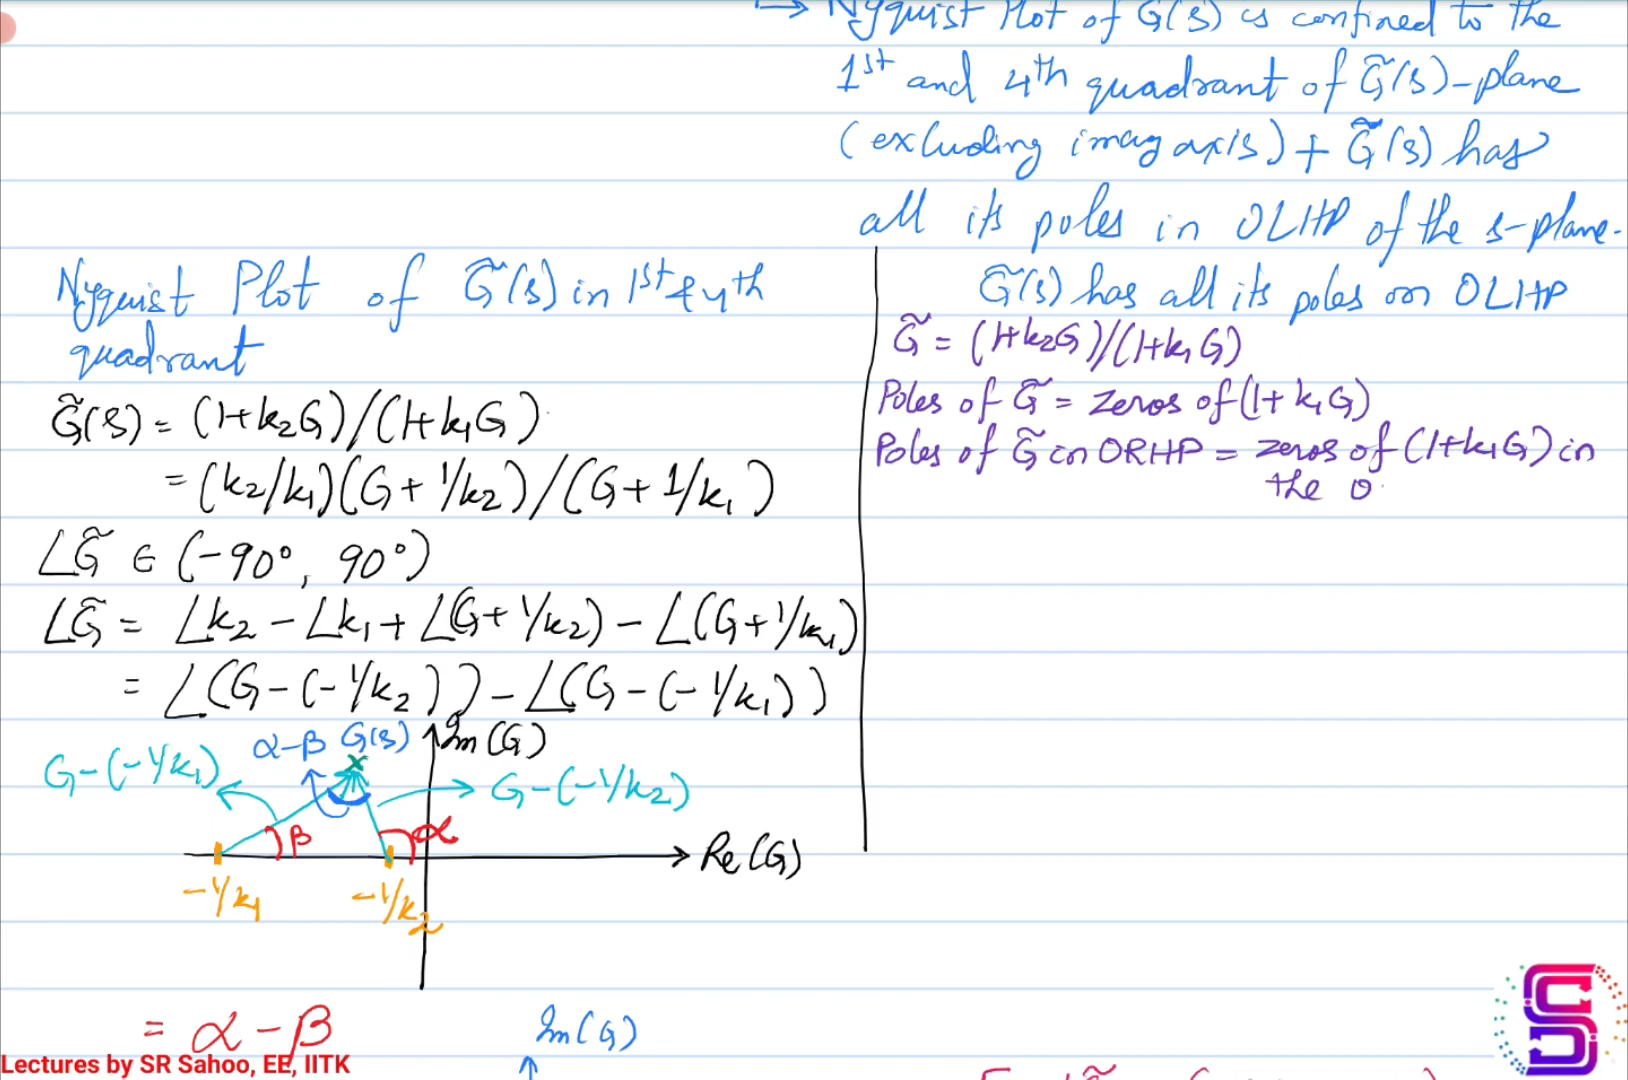 → Nyquist Plot of G̃(s) is confined to the
1st and 4th quadrant of G̃(s)-plane
(excluding imag axis) + G̃(s) has
all its poles in OLHP of the s-plane.
Nyquist Plot of G̃(s) in 1st & 4th
quadrant
G̃(s) = (1+k₂G)/(1+k₁G)
= (k₂/k₁)(G+1/k₂)/(G+1/k₁)
∠G̃ ∈ (-90°, 90°)
∠G̃ = ∠k₂ - ∠k₁ + ∠(G+1/k₂) - ∠(G+1/k₁)
= ∠(G-(-1/k₂)) - ∠(G-(-1/k₁))
α-β G(s) Im(G)
G-(-1/k₁) G-(-1/k₂)
β α
Re(G)
-1/k₁ -1/k₂
= α - β
Im(G)
G̃(s) has all its poles on OLHP
G̃ = (1+k₂G)/(1+k₁G)
Poles of G̃ = zeros of (1+k₁G)
Poles of G̃ in ORHP = zeros of (1+k₁G) in
the O
Lectures by SR Sahoo, EE, IITK